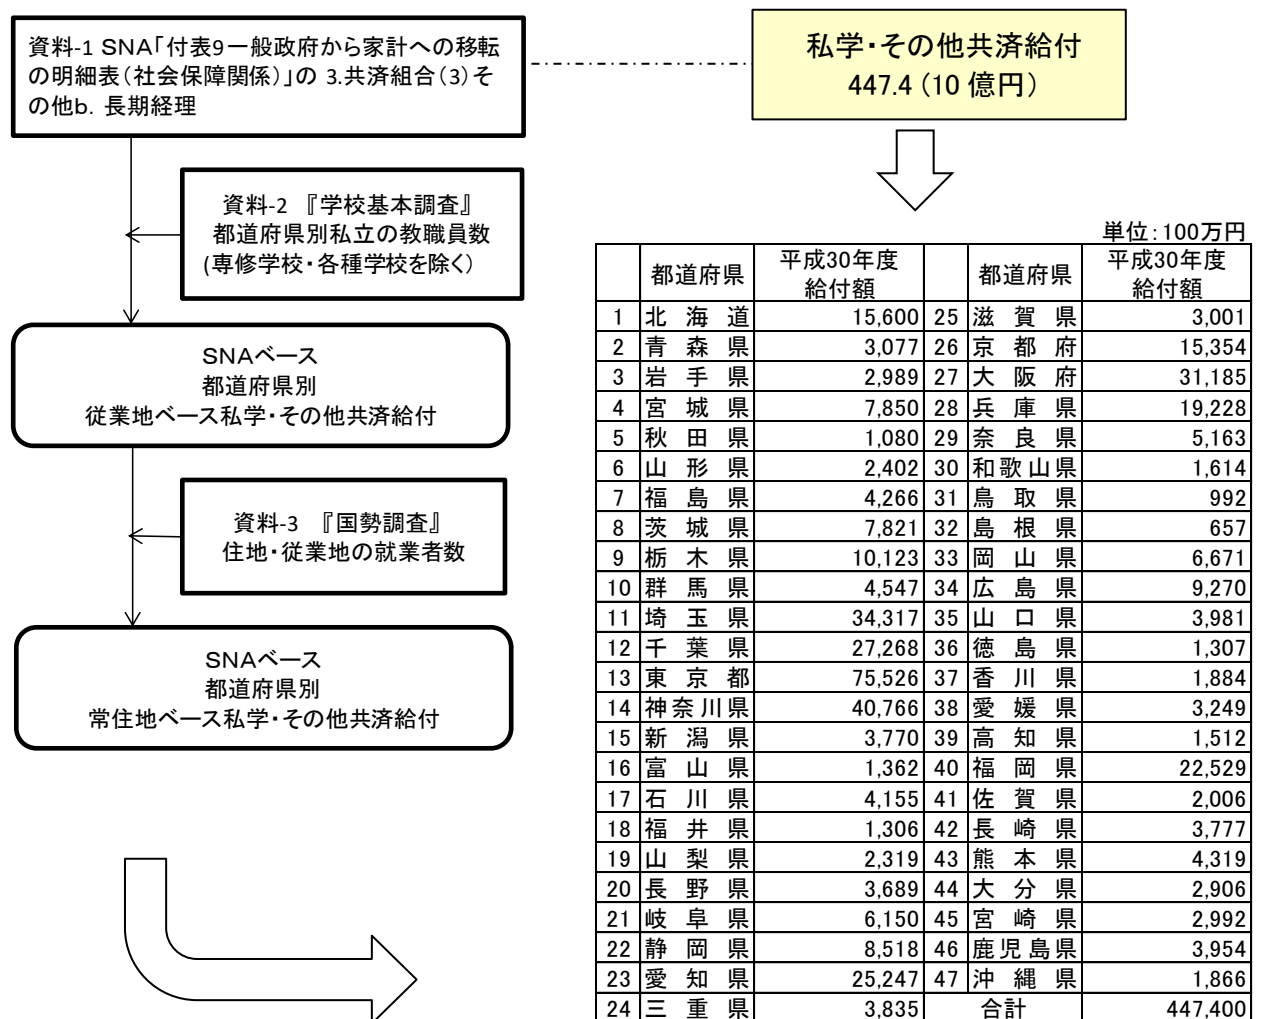 資料-1 SNA「付表9一般政府から家計への移転
の明細表(社会保障関係)」の 3.共済組合(3)そ
の他b. 長期経理
私学・その他共済給付
447.4(10 億円)
資料-2 『学校基本調査』
都道府県別私立の教職員数
(専修学校・各種学校を除く)
SNAベース
都道府県別
従業地ベース私学・その他共済給付
資料-3 『国勢調査』
住地・従業地の就業者数
SNAベース
都道府県別
常住地ベース私学・その他共済給付
単位:100万円
都道府県 平成30年度 給付額 都道府県 平成30年度 給付額
1 北海道 15,600 25 滋賀県 3,001
2 青森県 3,077 26 京都府 15,354
3 岩手県 2,989 27 大阪府 31,185
4 宮城県 7,850 28 兵庫県 19,228
5 秋田県 1,080 29 奈良県 5,163
6 山形県 2,402 30 和歌山県 1,614
7 福島県 4,266 31 鳥取県 992
8 茨城県 7,821 32 島根県 657
9 栃木県 10,123 33 岡山県 6,671
10 群馬県 4,547 34 広島県 9,270
11 埼玉県 34,317 35 山口県 3,981
12 千葉県 27,268 36 徳島県 1,307
13 東京都 75,526 37 香川県 1,884
14 神奈川県 40,766 38 愛媛県 3,249
15 新潟県 3,770 39 高知県 1,512
16 富山県 1,362 40 福岡県 22,529
17 石川県 4,155 41 佐賀県 2,006
18 福井県 1,306 42 長崎県 3,777
19 山梨県 2,319 43 熊本県 4,319
20 長野県 3,689 44 大分県 2,906
21 岐阜県 6,150 45 宮崎県 2,992
22 静岡県 8,518 46 鹿児島県 3,954
23 愛知県 25,247 47 沖縄県 1,866
24 三重県 3,835 合計 447,400